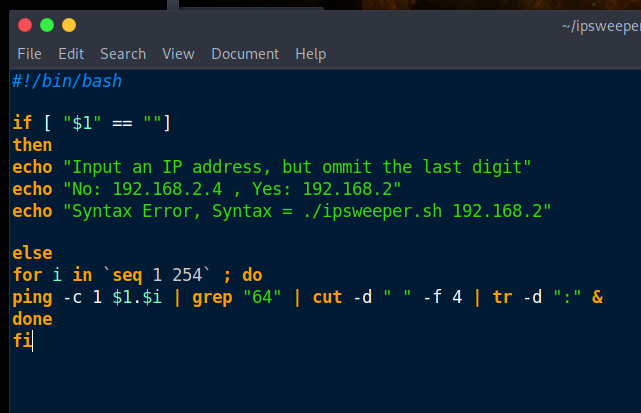 ~/ipsweeper
File Edit Search View Document Help
#!/bin/bash
if [ "$1" == ""]
then
echo "Input an IP address, but ommit the last digit"
echo "No: 192.168.2.4 , Yes: 192.168.2"
echo "Syntax Error, Syntax = ./ipsweeper.sh 192.168.2"
else
for i in `seq 1 254` ; do
ping -c 1 $1.$i | grep "64" | cut -d " " -f 4 | tr -d ":" &
done
fi